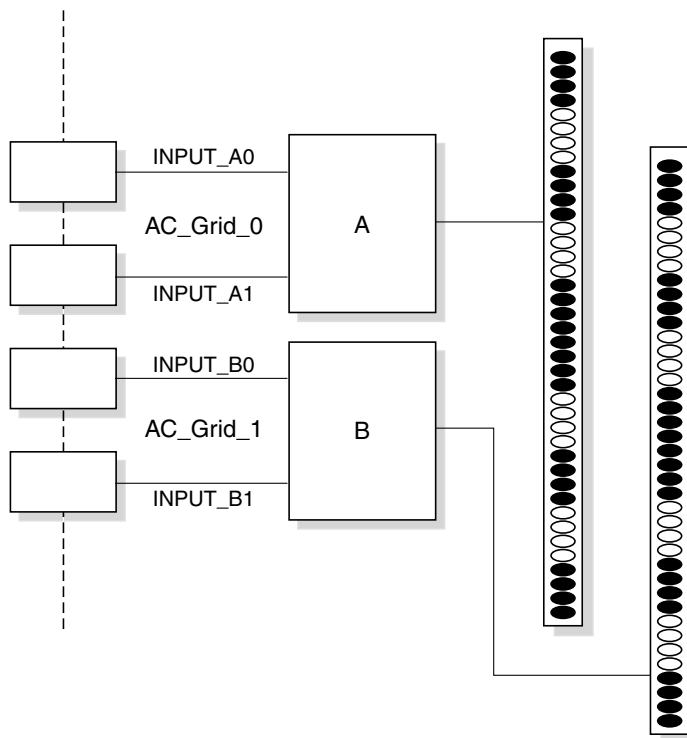 INPUT_A0
AC_Grid_0
A
INPUT_A1
INPUT_B0
AC_Grid_1
B
INPUT_B1